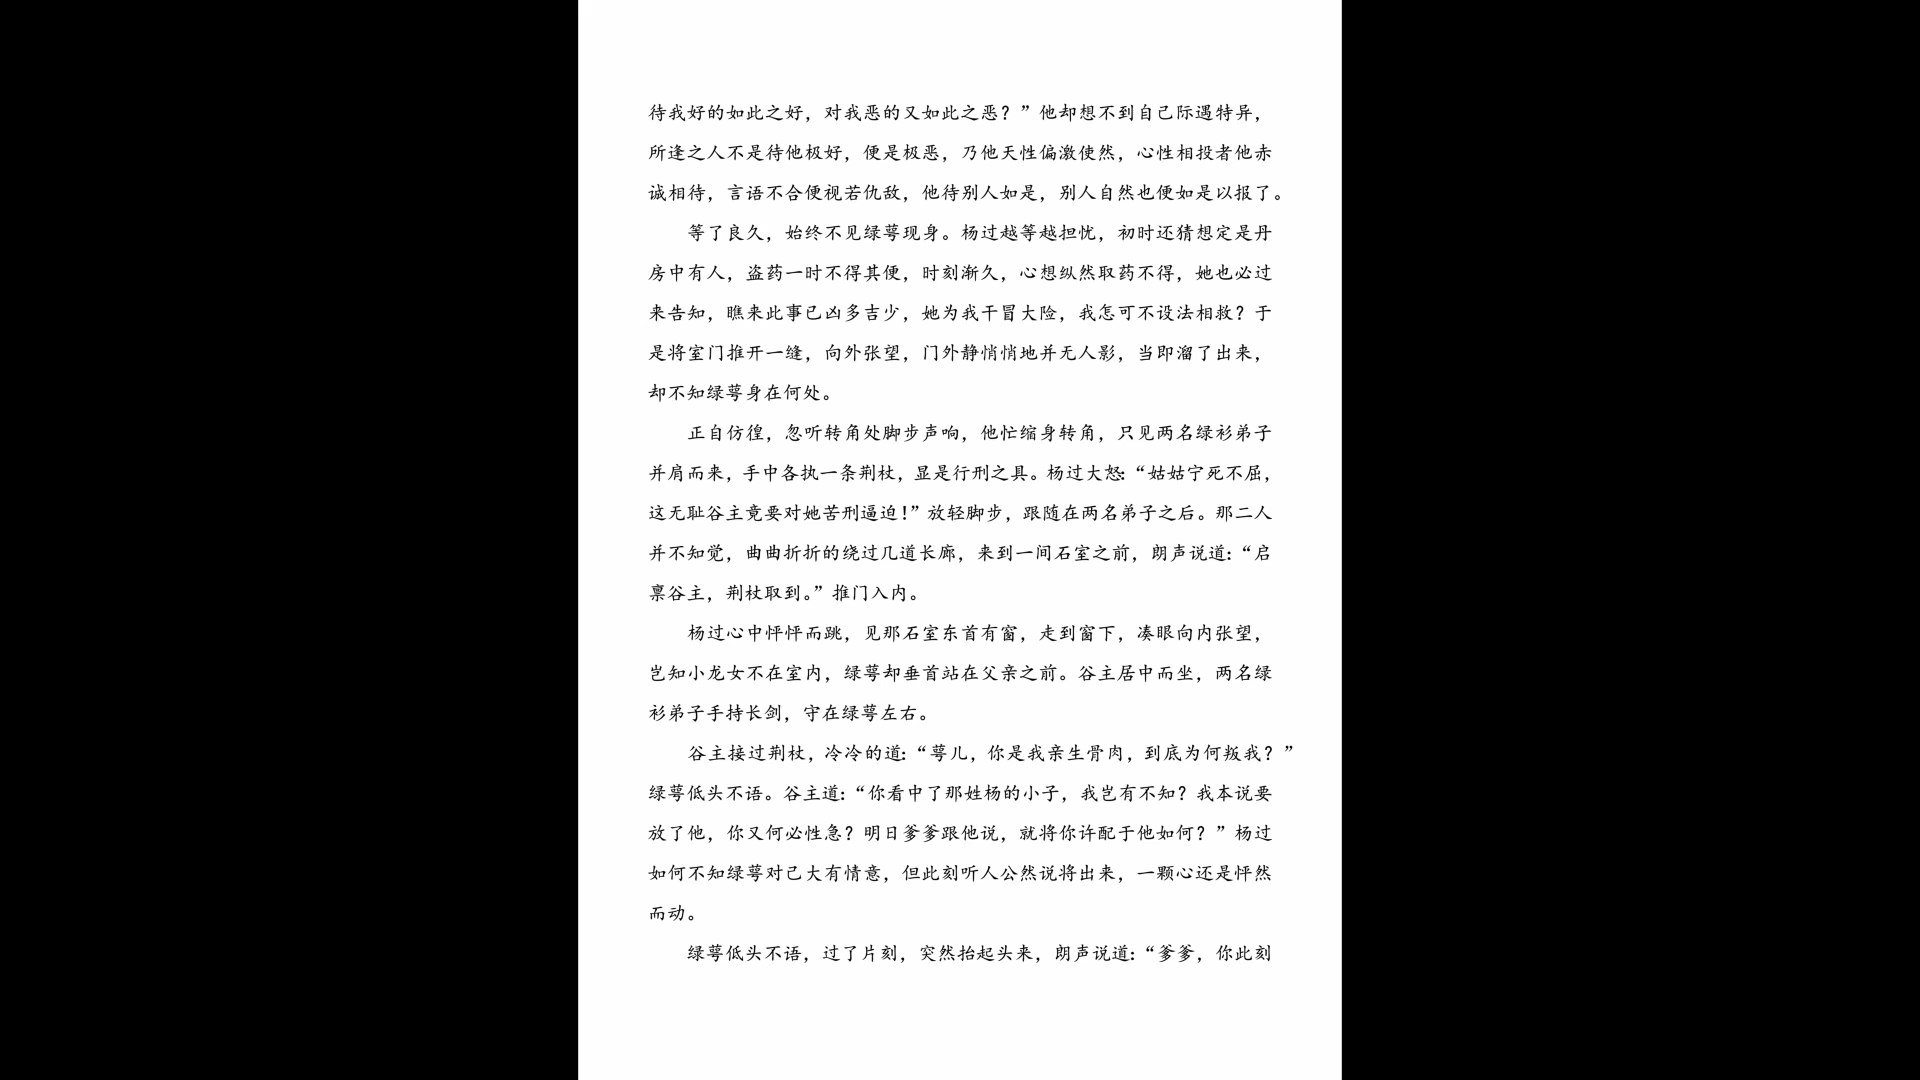 待我好的如此之好，对我恶的又如此之恶？”他却想不到自己际遇特异，
所逢之人不是待他极好，便是极恶，乃他天性偏激使然，心性相投者他赤
诚相待，言语不合便视若仇敌，他待别人如是，别人自然也便如是以报了。
等了良久，始终不见绿萼现身。杨过越等越担忧，初时还猜想定是丹
房中有人，盗药一时不得其便，时刻渐久，心想纵然取药不得，她也必过
来告知，瞧来此事已凶多吉少，她为我干冒大险，我怎可不设法相救？于
是将室门推开一缝，向外张望，门外静悄悄地并无人影，当即溜了出来，
却不知绿萼身在何处。
正自仿徨，忽听转角处脚步声响，他忙缩身转角，只见两名绿衫弟子
并肩而来，手中各执一条荆杖，显是行刑之具。杨过大怒：“姑姑宁死不屈，
这无耻谷主竟要对她苦刑逼迫！”放轻脚步，跟随在两名弟子之后。那二人
并不知觉，曲曲折折的绕过几道长廊，来到一间石室之前，朗声说道：“启
禀谷主，荆杖取到。”推门入内。
杨过心中怦怦而跳，见那石室东首有窗，走到窗下，凑眼向内张望，
岂知小龙女不在室内，绿萼却垂首站在父亲之前。谷主居中而坐，两名绿
衫弟子手持长剑，守在绿萼左右。
谷主接过荆杖，冷冷的道：“萼儿，你是我亲生骨肉，到底为何叛我？”
绿萼低头不语。谷主道：“你看中了那姓杨的小子，我岂有不知？我本说要
放了他，你又何必性急？明日爹爹跟他说，就将你许配于他如何？”杨过
如何不知绿萼对己大有情意，但此刻听人公然说将出来，一颗心还是怦然
而动。
绿萼低头不语，过了片刻，突然抬起头来，朗声说道：“爹爹，你此刻